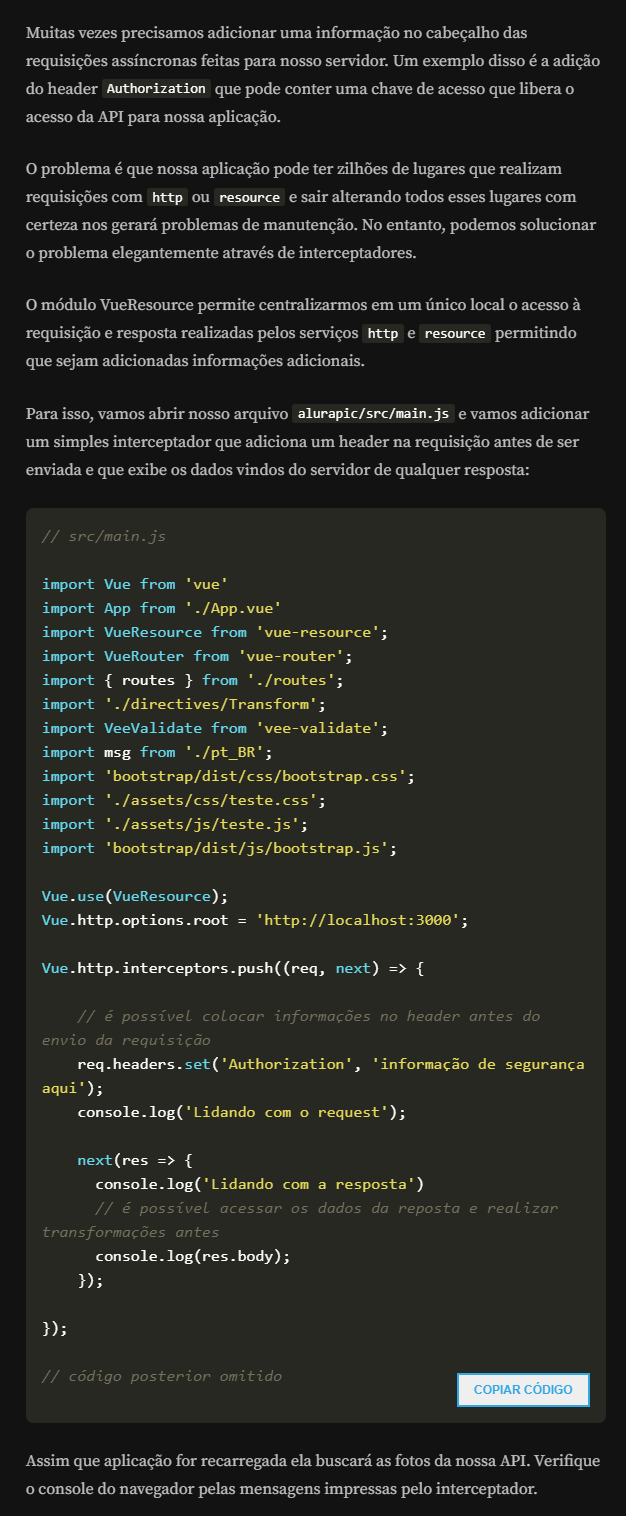 Muitas vezes precisamos adicionar uma informação no cabeçalho das
requisições assíncronas feitas para nosso servidor. Um exemplo disso é a adição
do header Authorization que pode conter uma chave de acesso que libera o
acesso da API para nossa aplicação.
O problema é que nossa aplicação pode ter zilhões de lugares que realizam
requisições com http ou resource e sair alterando todos esses lugares com
certeza nos gerará problemas de manutenção. No entanto, podemos solucionar
o problema elegantemente através de interceptadores.
O módulo VueResource permite centralizarmos em um único local o acesso à
requisição e resposta realizadas pelos serviços http e resource permitindo
que sejam adicionadas informações adicionais.
Para isso, vamos abrir nosso arquivo alurapic/src/main.js e vamos adicionar
um simples interceptador que adiciona um header na requisição antes de ser
enviada e que exibe os dados vindos do servidor de qualquer resposta:
// src/main.js
import Vue from 'vue'
import App from './App.vue'
import VueResource from 'vue-resource';
import VueRouter from 'vue-router';
import { routes } from './routes';
import './directives/Transform';
import VeeValidate from 'vee-validate';
import msg from './pt_BR';
import 'bootstrap/dist/css/bootstrap.css';
import './assets/css/teste.css';
import './assets/js/teste.js';
import 'bootstrap/dist/js/bootstrap.js';
Vue.use(VueResource);
Vue.http.options.root = 'http://localhost:3000';
Vue.http.interceptors.push((req, next) => {
// é possível colocar informações no header antes do
envio da requisição
req.headers.set('Authorization', 'informação de segurança
aqui');
console.log('Lidando com o request');
next(res => {
console.log('Lidando com a resposta')
// é possível acessar os dados da reposta e realizar
transformações antes
console.log(res.body);
});
});
// código posterior omitido
COPIAR CÓDIGO
Assim que aplicação for recarregada ela buscará as fotos da nossa API. Verifique
o console do navegador pelas mensagens impressas pelo interceptador.